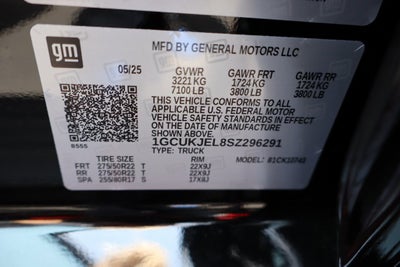 gm
MFD BY GENERAL MOTORS LLC
05/25 GVWR GAWR FRT GAWR RR
3221 KG 1724 KG 1724 KG
7100 LB 3800 LB 3800 LB
THIS VEHICLE CONFORMS TO ALL
APPLICABLE U.S. FEDERAL MOTOR
VEHICLE SAFETY STANDARDS IN
EFFECT ON THE DATE OF
MANUFACTURE SHOWN ABOVE.
1GCUKJEL8SZ296291
TYPE: TRUCK
TIRE SIZE RIM
FRT 275/50R22 T 22X9J
RR 275/50R22 T 22X9J
SPA 255/80R17 S 17X8J